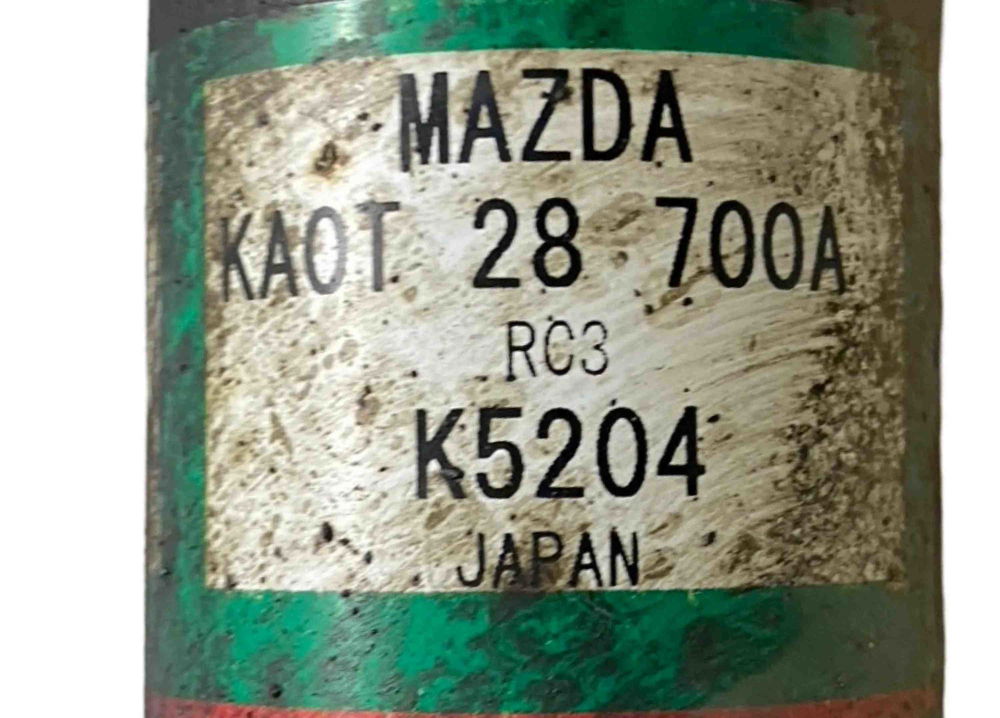 MAZDA
KA0T 28 700A
RC3
K5204
JAPAN